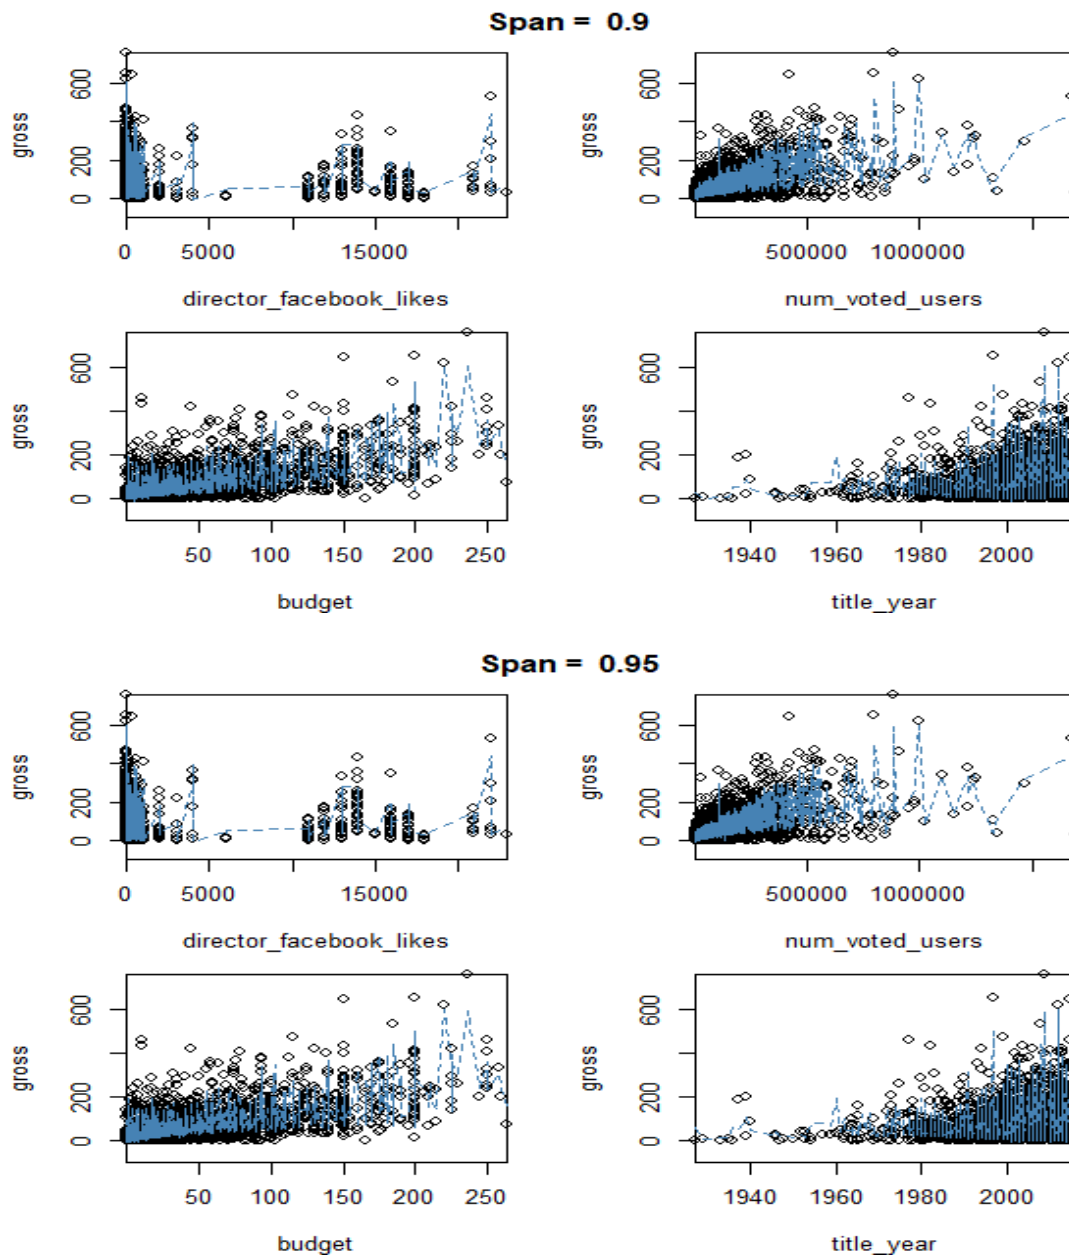 Span = 0.9
gross
0 200 600
0 5000 15000
director_facebook_likes
gross
0 200 600
500000 1000000
num_voted_users
gross
0 200 600
50 100 150 200 250
budget
gross
0 200 600
1940 1960 1980 2000
title_year
Span = 0.95
gross
0 200 600
0 5000 15000
director_facebook_likes
gross
0 200 600
500000 1000000
num_voted_users
gross
0 200 600
50 100 150 200 250
budget
gross
0 200 600
1940 1960 1980 2000
title_year